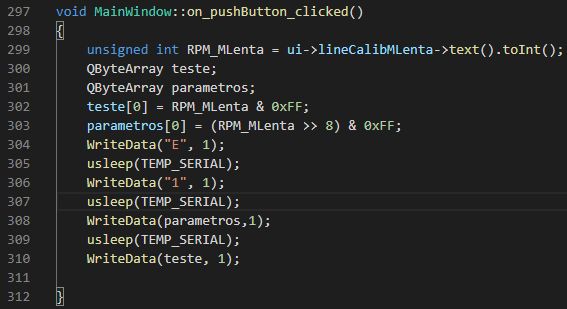 297 void MainWindow::on_pushButton_clicked()
298 {
299     unsigned int RPM_MLenta = ui->lineCalibMLenta->text().toInt();
300     QByteArray teste;
301     QByteArray parametros;
302     teste[0] = RPM_MLenta & 0xFF;
303     parametros[0] = (RPM_MLenta >> 8) & 0xFF;
304     WriteData("E", 1);
305     usleep(TEMP_SERIAL);
306     WriteData("1", 1);
307     usleep(TEMP_SERIAL);
308     WriteData(parametros,1);
309     usleep(TEMP_SERIAL);
310     WriteData(teste, 1);
311
312 }